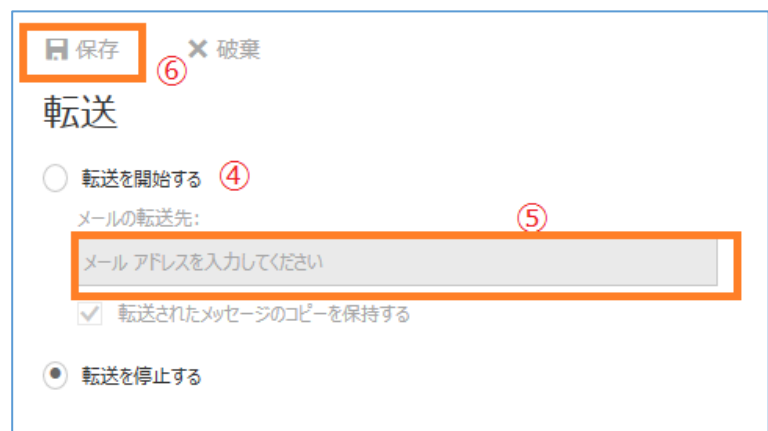 保存 ✕ 破棄
⑥
転送
転送を開始する ④
メールの転送先: ⑤
メール アドレスを入力してください
転送されたメッセージのコピーを保持する
転送を停止する